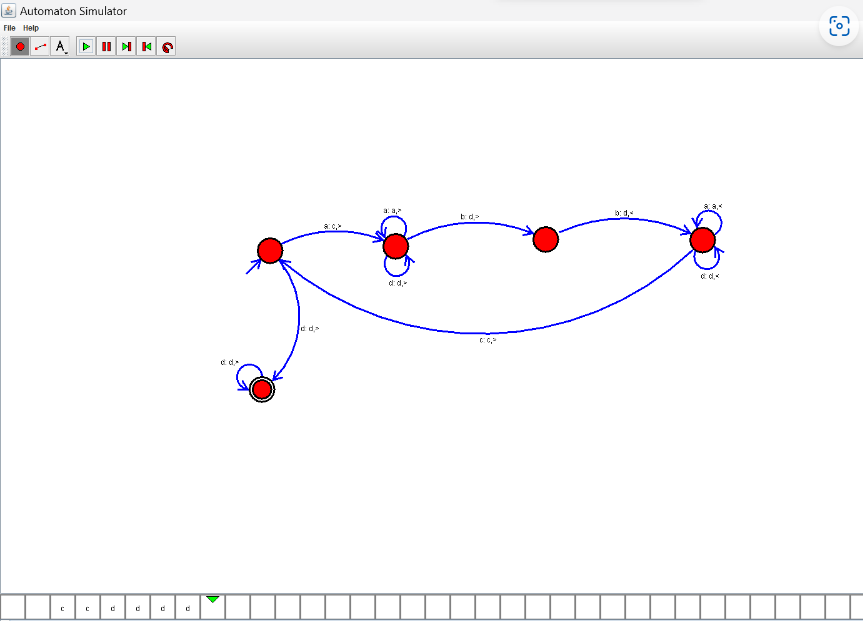 Automaton Simulator
File Help
A
a: a,> b: d,> b: d,< a: a,<
a: c,>
d: d,> d: d,<
d: d,>
c: c,>
d: d,>
c c d d d d